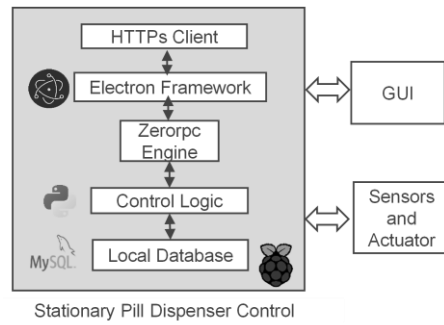 HTTPs Client
Electron Framework
GUI
Zerorpc
Engine
Control Logic
Sensors
and
Actuator
MySQL
Local Database
Stationary Pill Dispenser Control